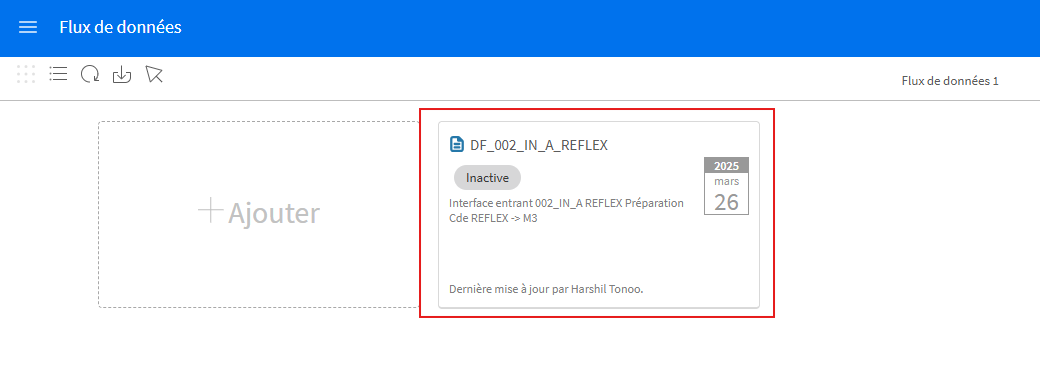 Flux de données
Flux de données 1
Ajouter
DF_002_IN_A_REFLEX
Inactive
2025
mars
26
Interface entrant 002_IN_A REFLEX Préparation
Cde REFLEX -> M3
Dernière mise à jour par Harshil Tonoo.